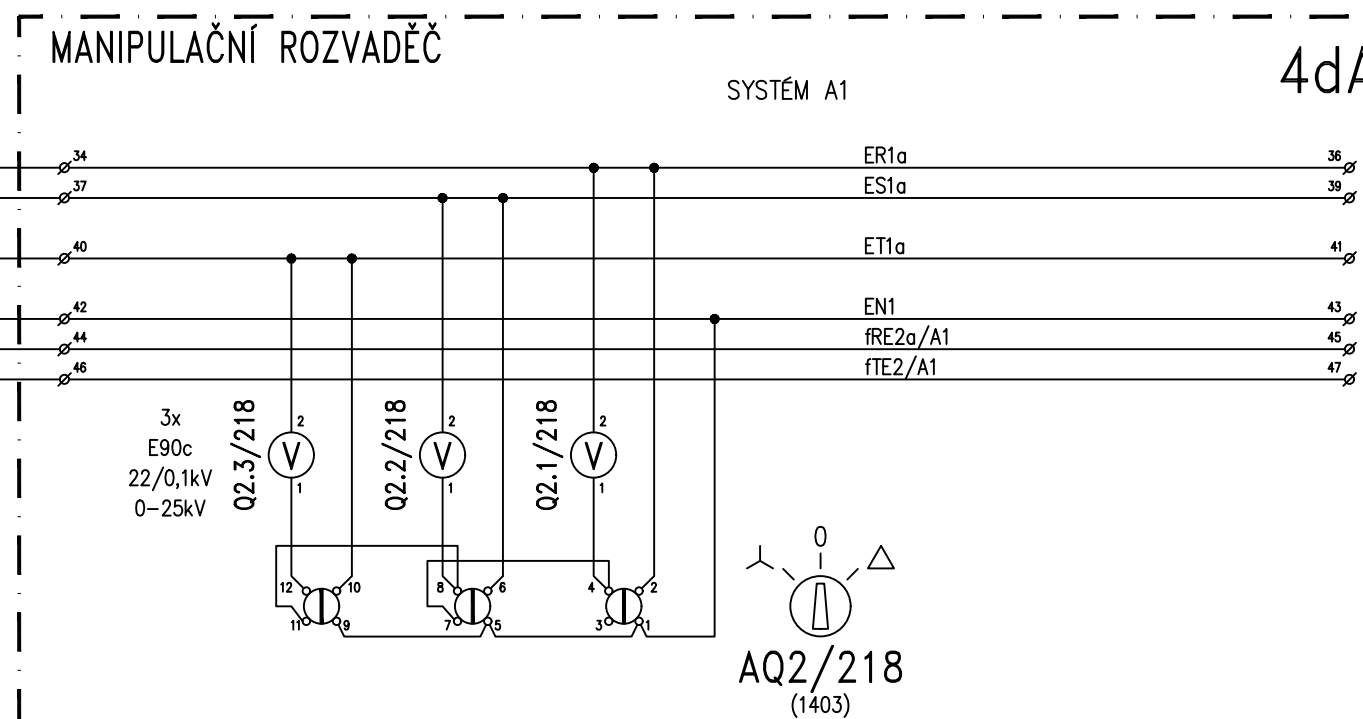 MANIPULAČNÍ ROZVADĚČ
4dA
SYSTÉM A1
34 ER1a 36
37 ES1a 39
40 ET1a 41
42 EN1 43
44 fRE2a/A1 45
46 fTE2/A1 47
3x
E90c
22/0,1kV
0-25kV
Q2.3/218
2
V
1
Q2.2/218
2
V
1
Q2.1/218
2
V
1
12 10 8 6 4 2
11 9 7 5 3 1
0
AQ2/218
(1403)